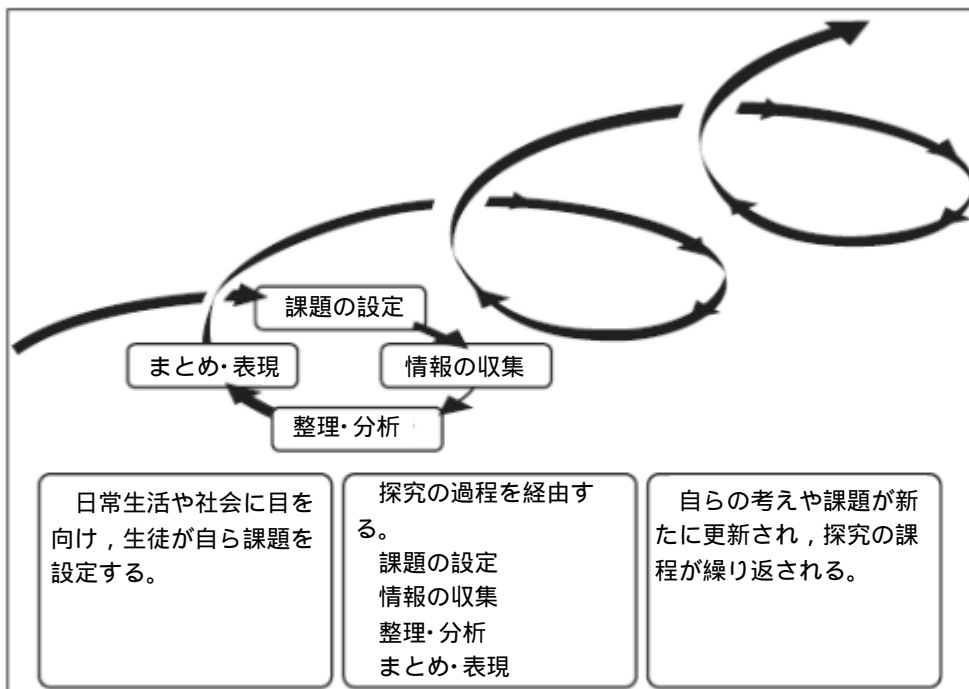 課題の設定
まとめ・表現
情報の収集
整理・分析
日常生活や社会に目を
向け，生徒が自ら課題を
設定する。
探究の過程を経由す
る。
課題の設定
情報の収集
整理・分析
まとめ・表現
自らの考えや課題が新
たに更新され，探究の課
程が繰り返される。